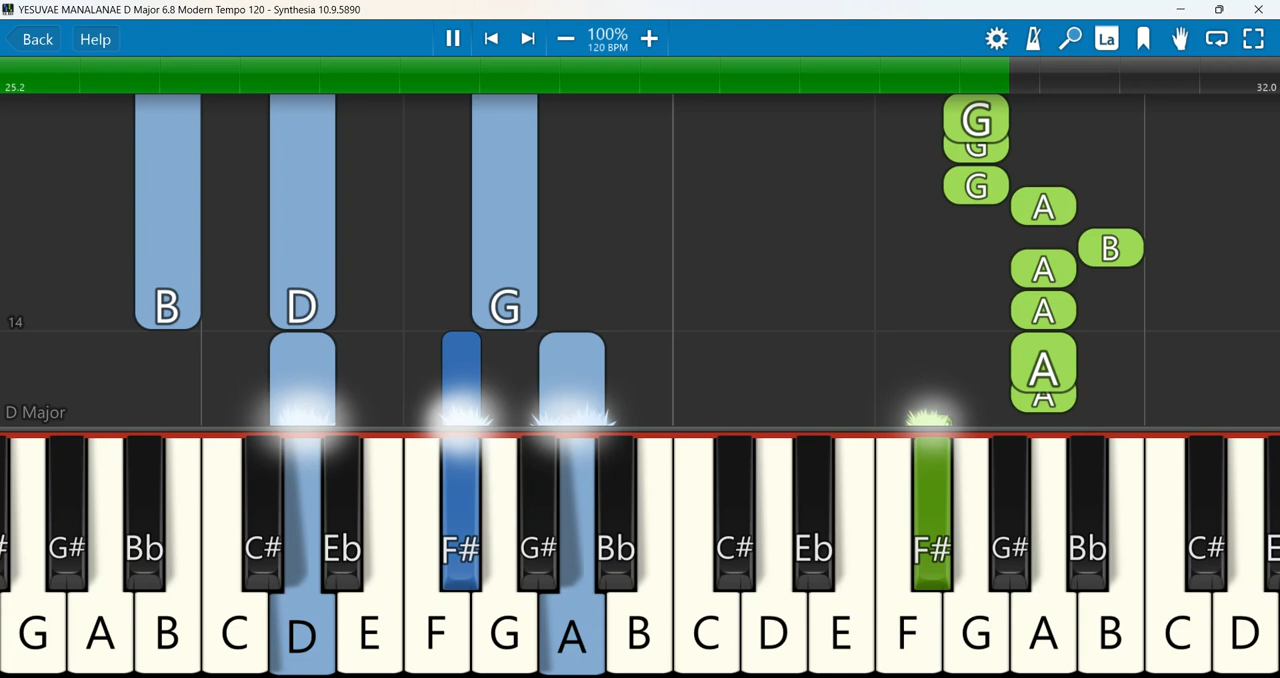 YESUVAE MANALANAE D Major 6.8 Modern Tempo 120 - Synthesia 10.9.5890
Back Help 100% La
120 BPM
25.2 32.0
G
G
G
A
B
A
B D G A
14
A
A
D Major
G# Bb C# Eb F# G# Bb C# Eb F# G# Bb C#
G A B C D E F G A B C D E F G A B C D